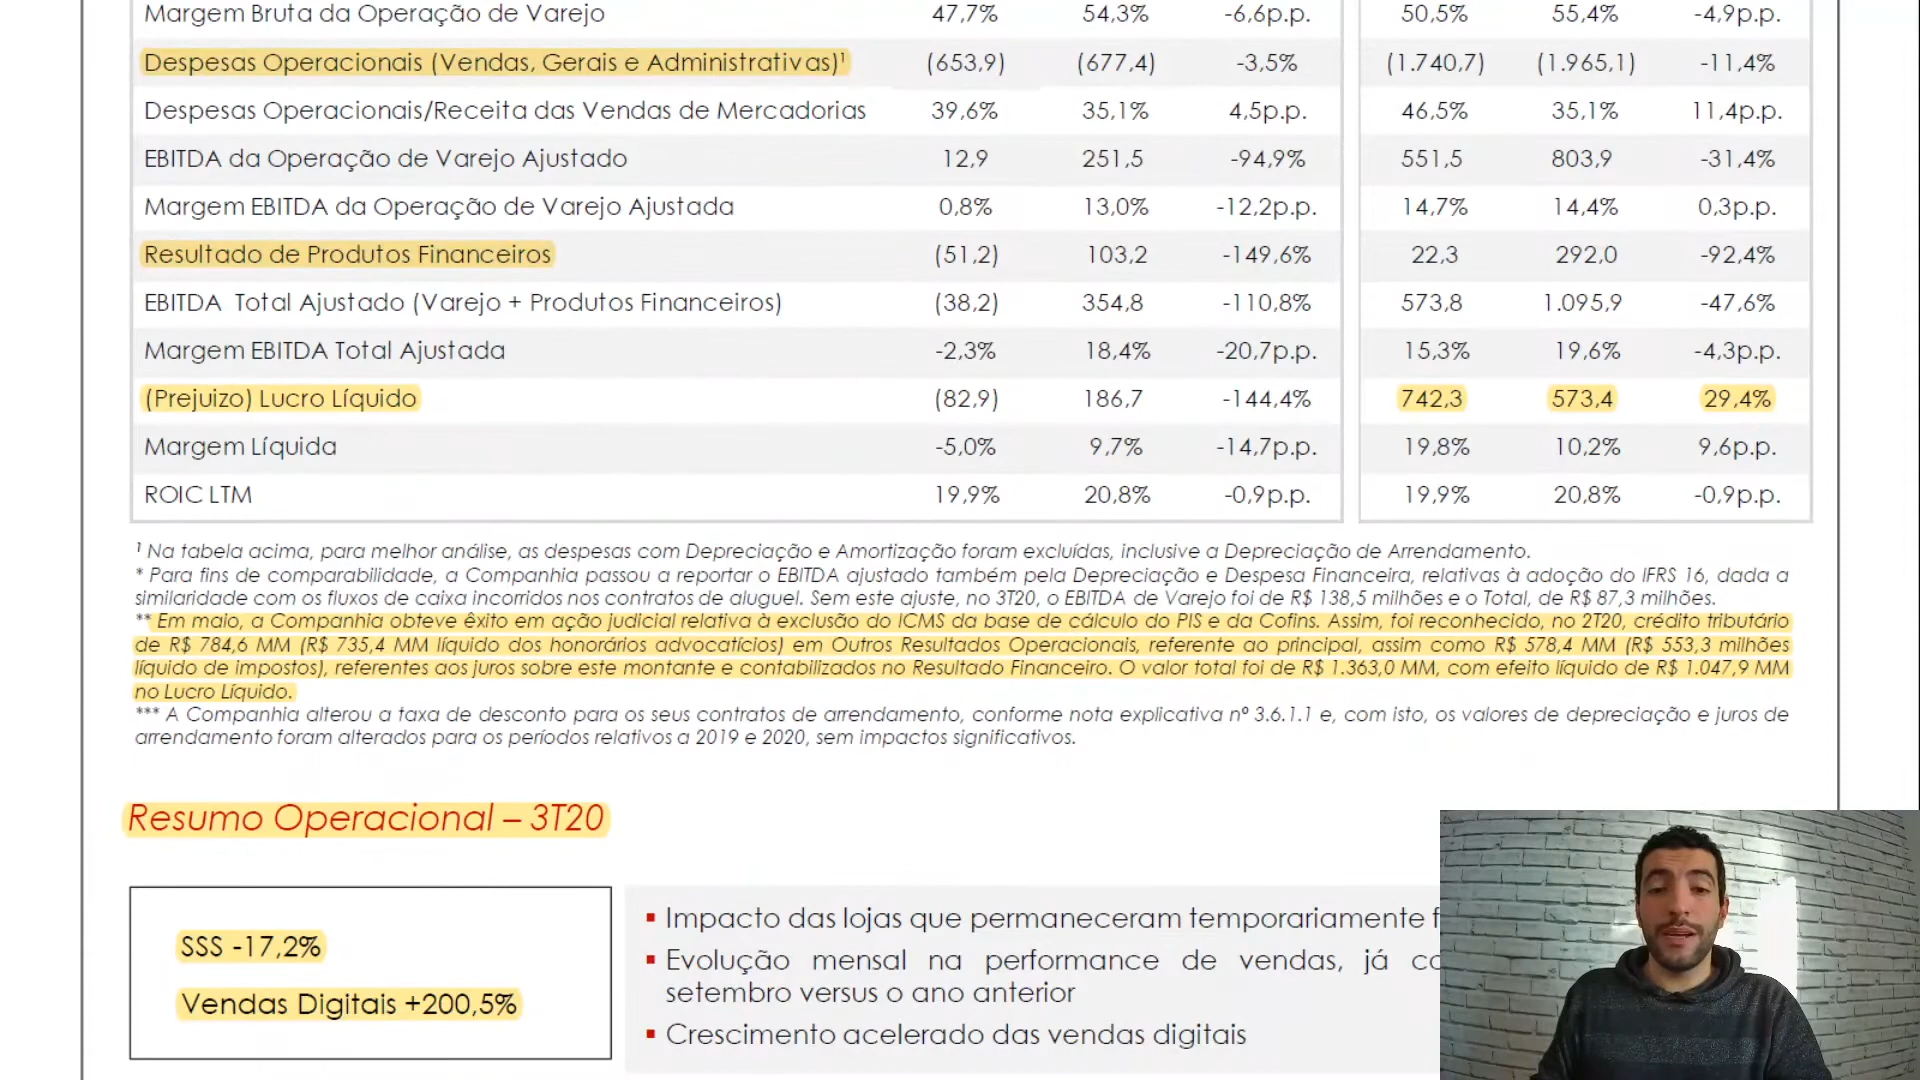 Margem Bruta da Operação de Varejo 47,7% 54,3% -6,6p.p. 50,5% 55,4% -4,9p.p.
Despesas Operacionais (Vendas, Gerais e Administrativas)¹ (653,9) (677,4) -3,5% (1.740,7) (1.965,1) -11,4%
Despesas Operacionais/Receita das Vendas de Mercadorias 39,6% 35,1% 4,5p.p. 46,5% 35,1% 11,4p.p.
EBITDA da Operação de Varejo Ajustado 12,9 251,5 -94,9% 551,5 803,9 -31,4%
Margem EBITDA da Operação de Varejo Ajustada 0,8% 13,0% -12,2p.p. 14,7% 14,4% 0,3p.p.
Resultado de Produtos Financeiros (51,2) 103,2 -149,6% 22,3 292,0 -92,4%
EBITDA Total Ajustado (Varejo + Produtos Financeiros) (38,2) 354,8 -110,8% 573,8 1.095,9 -47,6%
Margem EBITDA Total Ajustada -2,3% 18,4% -20,7p.p. 15,3% 19,6% -4,3p.p.
(Prejuizo) Lucro Líquido (82,9) 186,7 -144,4% 742,3 573,4 29,4%
Margem Líquida -5,0% 9,7% -14,7p.p. 19,8% 10,2% 9,6p.p.
ROIC LTM 19,9% 20,8% -0,9p.p. 19,9% 20,8% -0,9p.p.
¹ Na tabela acima, para melhor análise, as despesas com Depreciação e Amortização foram excluídas, inclusive a Depreciação de Arrendamento.
* Para fins de comparabilidade, a Companhia passou a reportar o EBITDA ajustado também pela Depreciação e Despesa Financeira, relativas à adoção do IFRS 16, dada a
similaridade com os fluxos de caixa incorridos nos contratos de aluguel. Sem este ajuste, no 3T20, o EBITDA de Varejo foi de R$ 138,5 milhões e o Total, de R$ 87,3 milhões.
** Em maio, a Companhia obteve êxito em ação judicial relativa à exclusão do ICMS da base de cálculo do PIS e da Cofins. Assim, foi reconhecido, no 2T20, crédito tributário
de R$ 784,6 MM (R$ 735,4 MM líquido dos honorários advocatícios) em Outros Resultados Operacionais, referente ao principal, assim como R$ 578,4 MM (R$ 553,3 milhões
líquido de impostos), referentes aos juros sobre este montante e contabilizados no Resultado Financeiro. O valor total foi de R$ 1.363,0 MM, com efeito líquido de R$ 1.047,9 MM
no Lucro Líquido.
*** A Companhia alterou a taxa de desconto para os seus contratos de arrendamento, conforme nota explicativa nº 3.6.1.1 e, com isto, os valores de depreciação e juros de
arrendamento foram alterados para os períodos relativos a 2019 e 2020, sem impactos significativos.
Resumo Operacional – 3T20
SSS -17,2%
Vendas Digitais +200,5%
▪ Impacto das lojas que permaneceram temporariamente
▪ Evolução mensal na performance de vendas, já
setembro versus o ano anterior
▪ Crescimento acelerado das vendas digitais